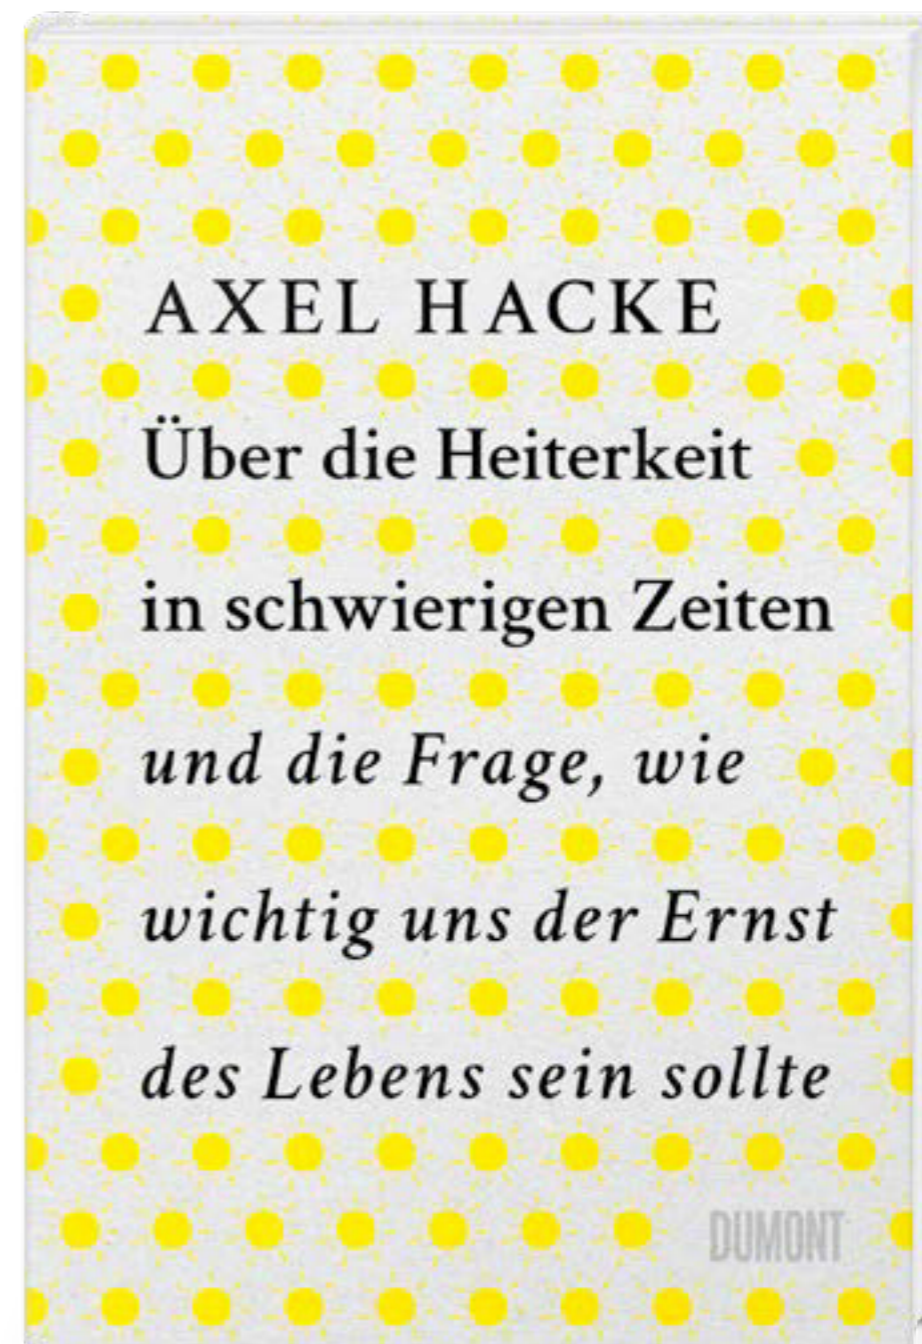 AXEL HACKE
Über die Heiterkeit
in schwierigen Zeiten
und die Frage, wie
wichtig uns der Ernst
des Lebens sein sollte
DUMONT